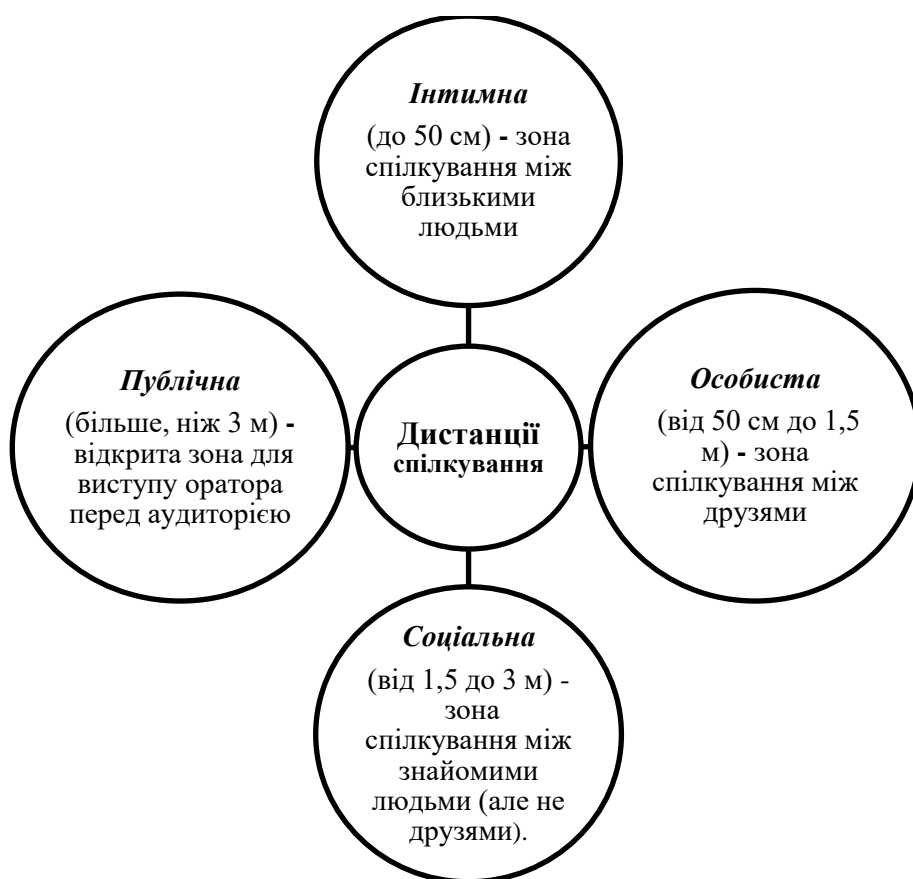 Інтимна
(до 50 см) - зона
спілкування між
близькими
людьми
Публічна
(більше, ніж 3 м) -
відкрита зона для
виступу оратора
перед аудиторією
Дистанції
спілкування
Особиста
(від 50 см до 1,5
м) - зона
спілкування між
друзями
Соціальна
(від 1,5 до 3 м) -
зона
спілкування між
знайомими
людьми (але не
друзями).